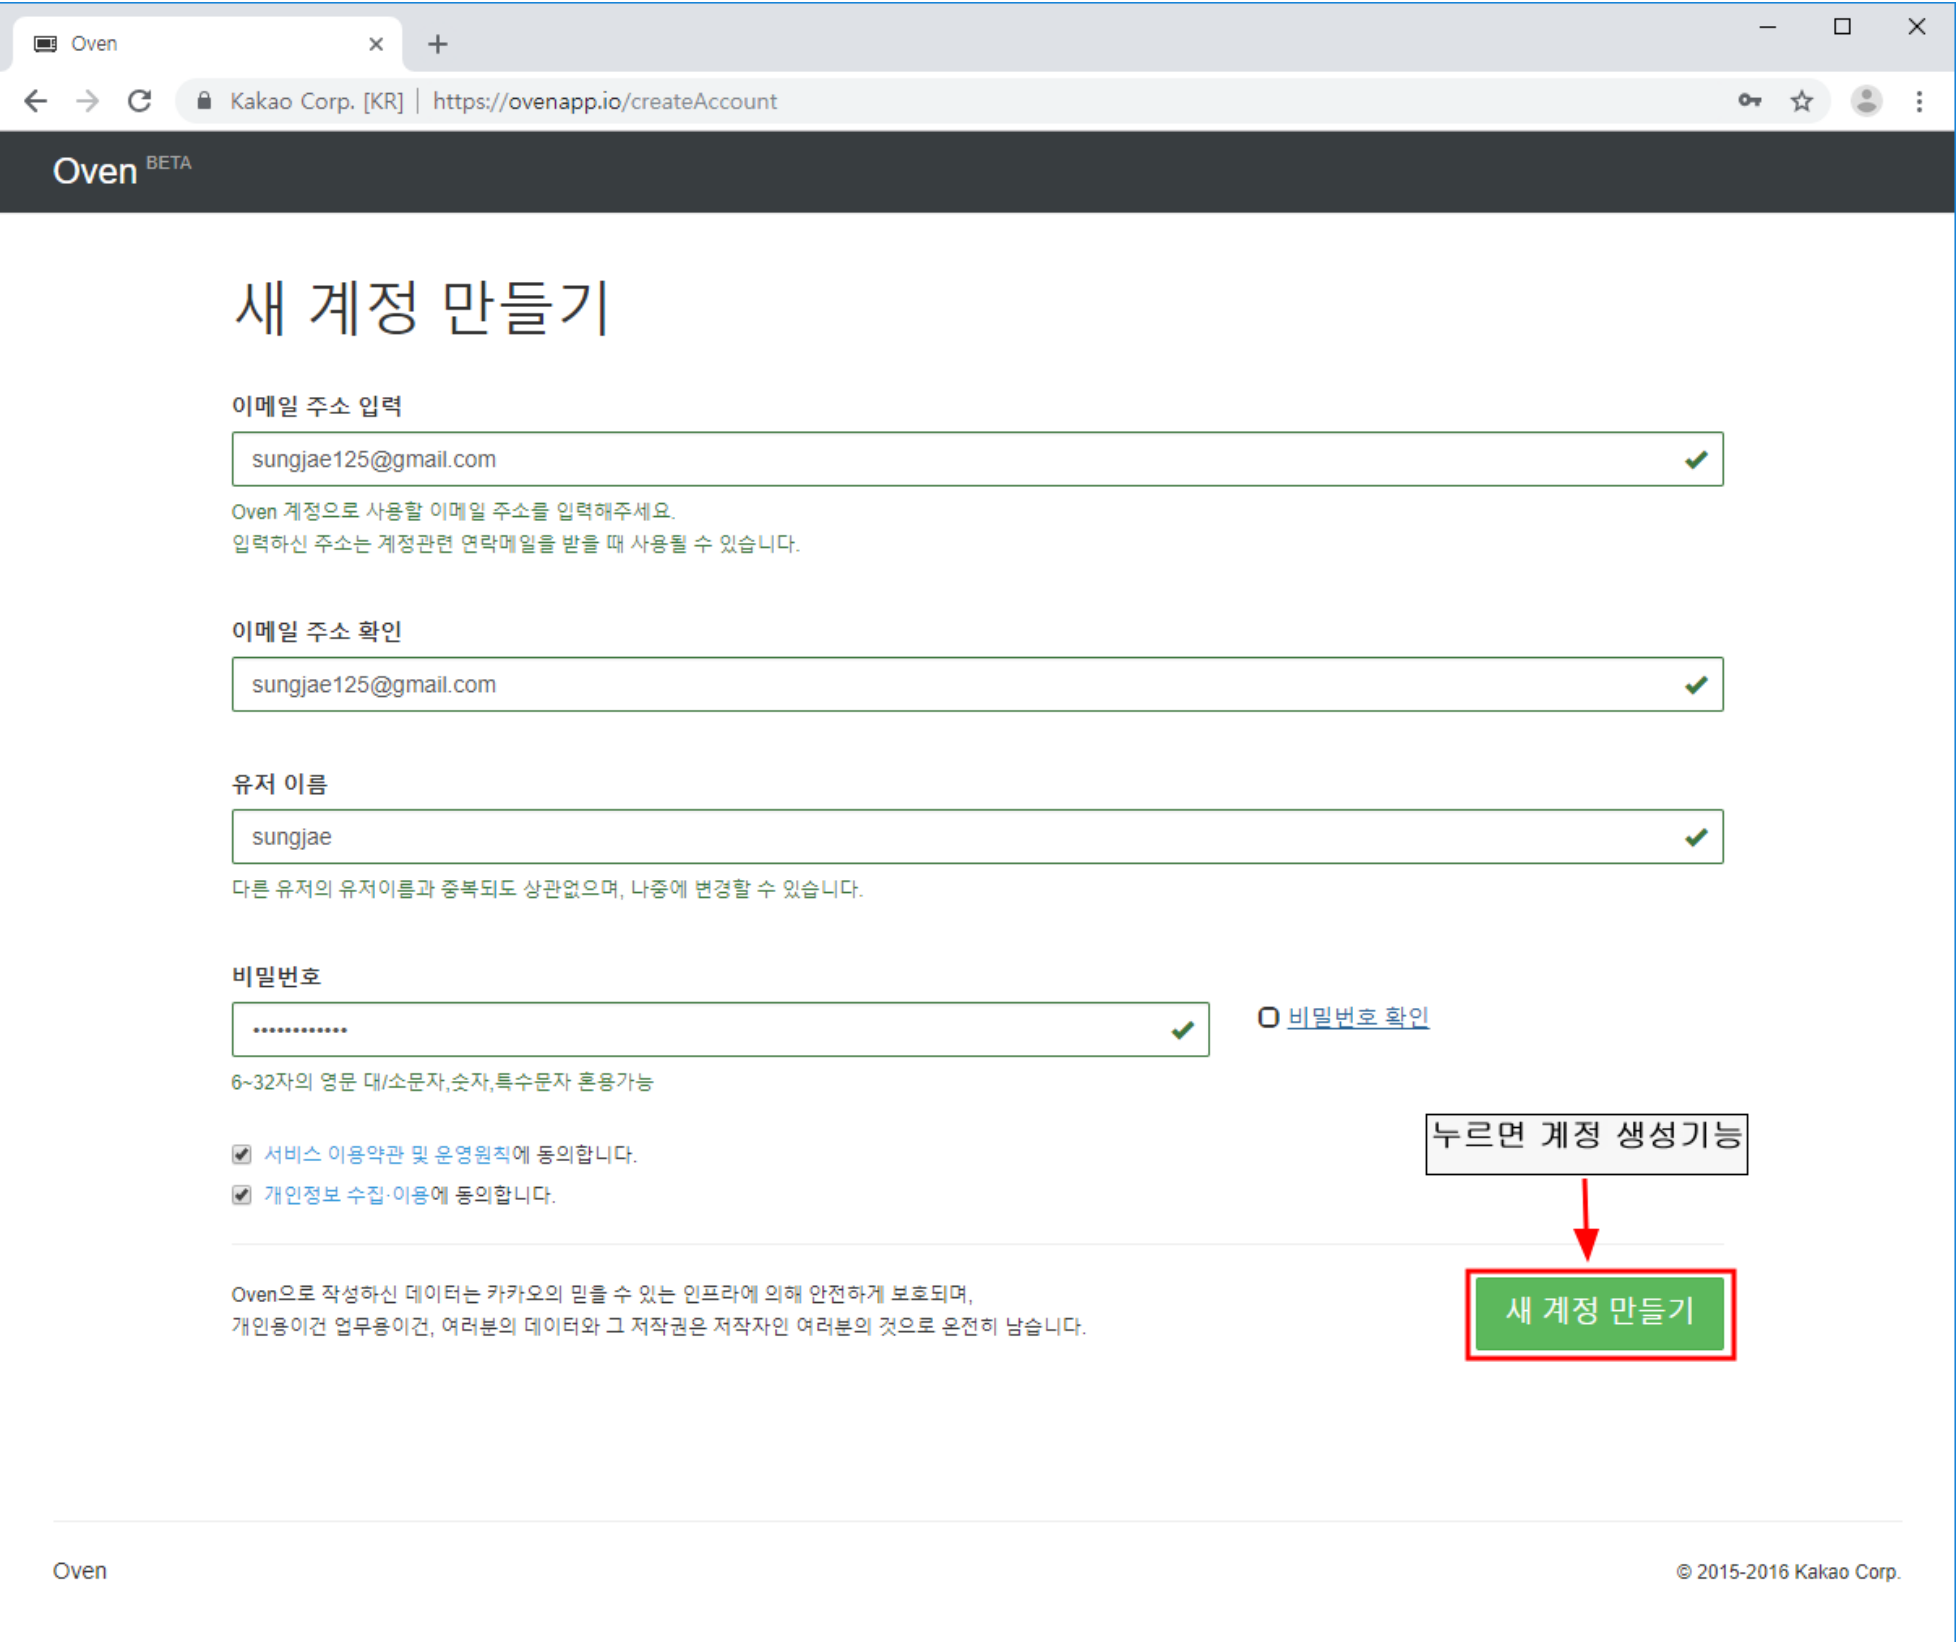 Oven
Kakao Corp. [KR] | https://ovenapp.io/createAccount
Oven BETA
새 계정 만들기
이메일 주소 입력
sungjae125@gmail.com
Oven 계정으로 사용할 이메일 주소를 입력해주세요.
입력하신 주소는 계정관련 연락메일을 받을 때 사용될 수 있습니다.
이메일 주소 확인
sungjae125@gmail.com
유저 이름
sungjae
다른 유저의 유저이름과 중복되도 상관없으며, 나중에 변경할 수 있습니다.
비밀번호
••••••••••••
비밀번호 확인
6~32자의 영문 대/소문자,숫자,특수문자 혼용가능
누르면 계정 생성기능
서비스 이용약관 및 운영원칙에 동의합니다.
개인정보 수집·이용에 동의합니다.
Oven으로 작성하신 데이터는 카카오의 믿을 수 있는 인프라에 의해 안전하게 보호되며,
개인용이건 업무용이건, 여러분의 데이터와 그 저작권은 저작자인 여러분의 것으로 온전히 남습니다.
새 계정 만들기
Oven
© 2015-2016 Kakao Corp.